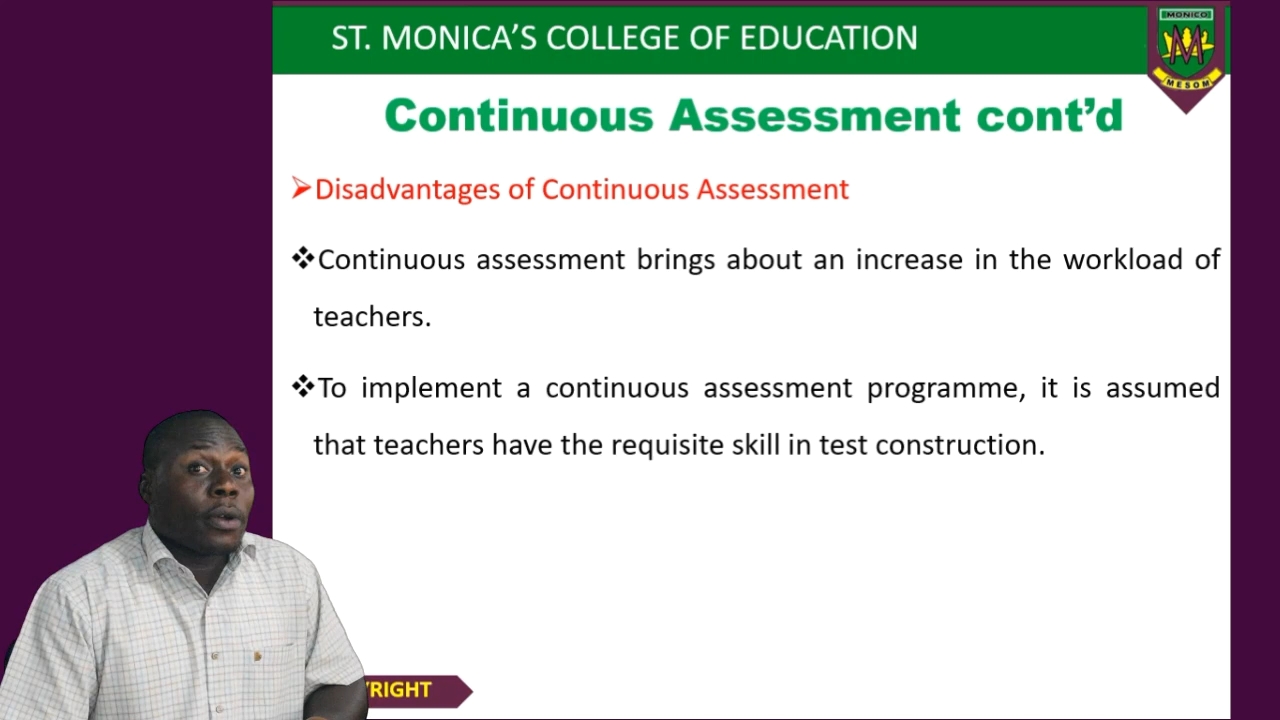 ST. MONICA'S COLLEGE OF EDUCATION
MONICO
M
MESOM
Continuous Assessment cont'd
➢Disadvantages of Continuous Assessment
❖Continuous assessment brings about an increase in the workload of
teachers.
❖To implement a continuous assessment programme, it is assumed
that teachers have the requisite skill in test construction.
YRIGHT